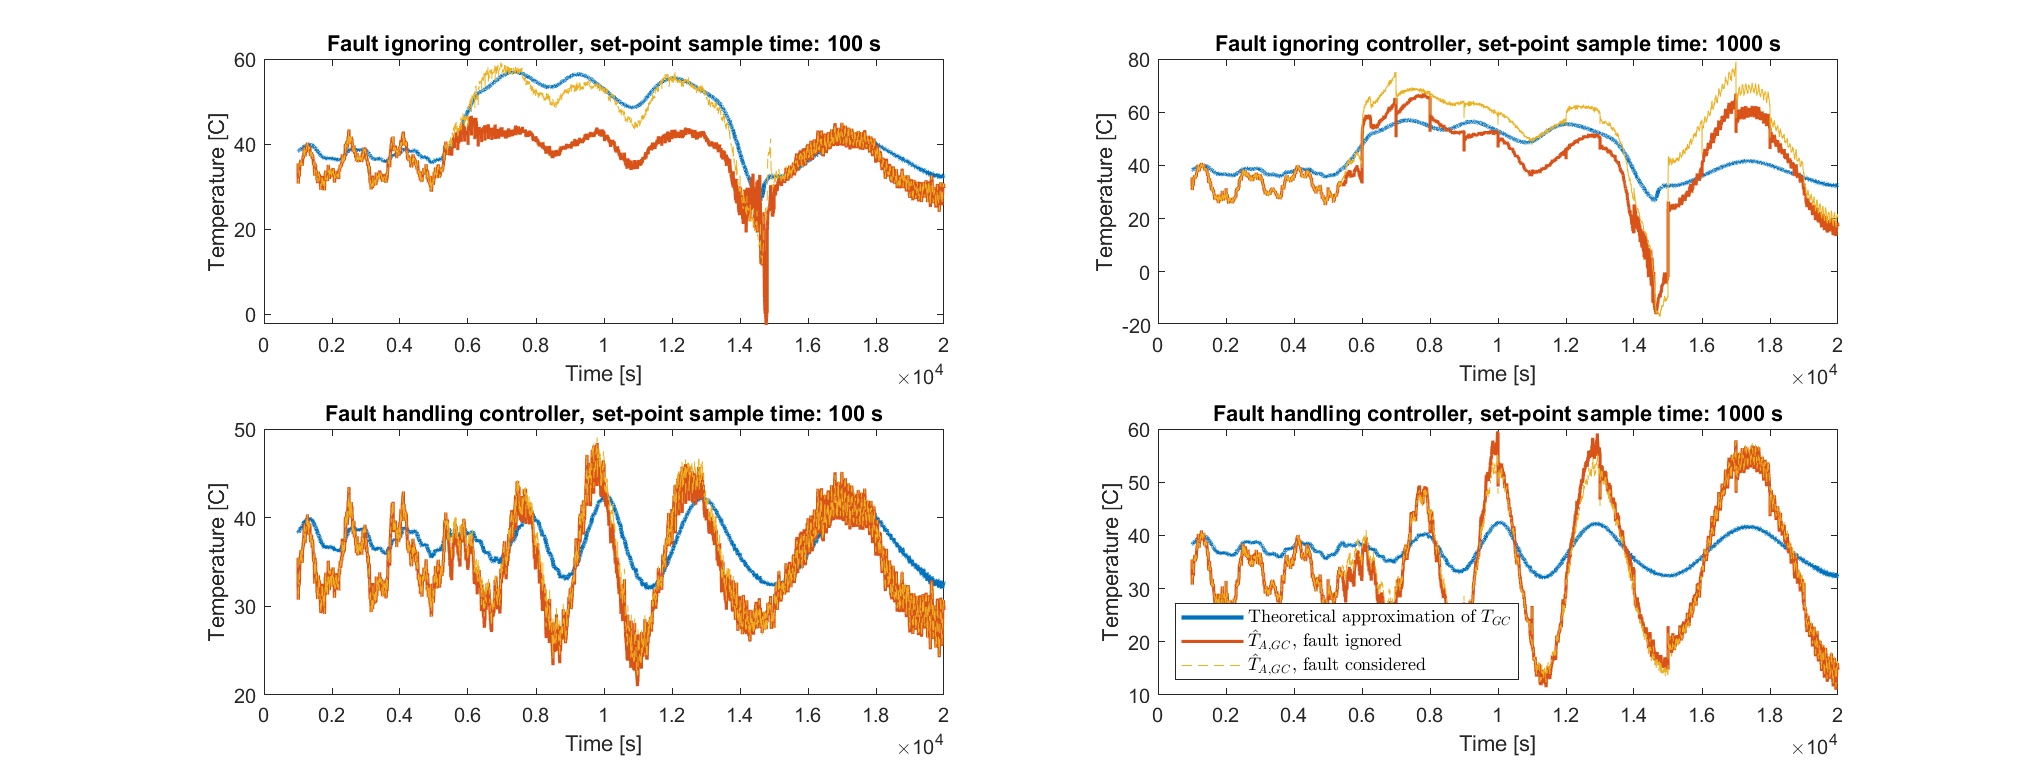 Fault ignoring controller, set-point sample time: 100 s
60
40
20
0
Temperature [C]
0 0.2 0.4 0.6 0.8 1 1.2 1.4 1.6 1.8 2
Time [s]
×10^4
Fault ignoring controller, set-point sample time: 1000 s
80
60
40
20
0
-20
Temperature [C]
0 0.2 0.4 0.6 0.8 1 1.2 1.4 1.6 1.8 2
Time [s]
×10^4
Fault handling controller, set-point sample time: 100 s
50
40
30
20
Temperature [C]
0 0.2 0.4 0.6 0.8 1 1.2 1.4 1.6 1.8 2
Time [s]
×10^4
Fault handling controller, set-point sample time: 1000 s
60
50
40
30
20
10
Temperature [C]
Theoretical approximation of T_{GC}
T̂_{A,GC}, fault ignored
T̂_{A,GC}, fault considered
0 0.2 0.4 0.6 0.8 1 1.2 1.4 1.6 1.8 2
Time [s]
×10^4